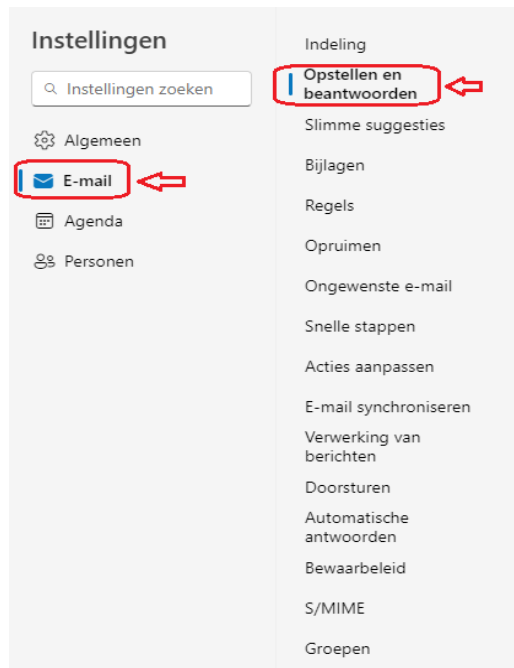 Instellingen
Instellingen zoeken
Algemeen
E-mail
Agenda
Personen
Indeling
Opstellen en
beantwoorden
Slimme suggesties
Bijlagen
Regels
Opruimen
Ongewenste e-mail
Snelle stappen
Acties aanpassen
E-mail synchroniseren
Verwerking van
berichten
Doorsturen
Automatische
antwoorden
Bewaarbeleid
S/MIME
Groepen